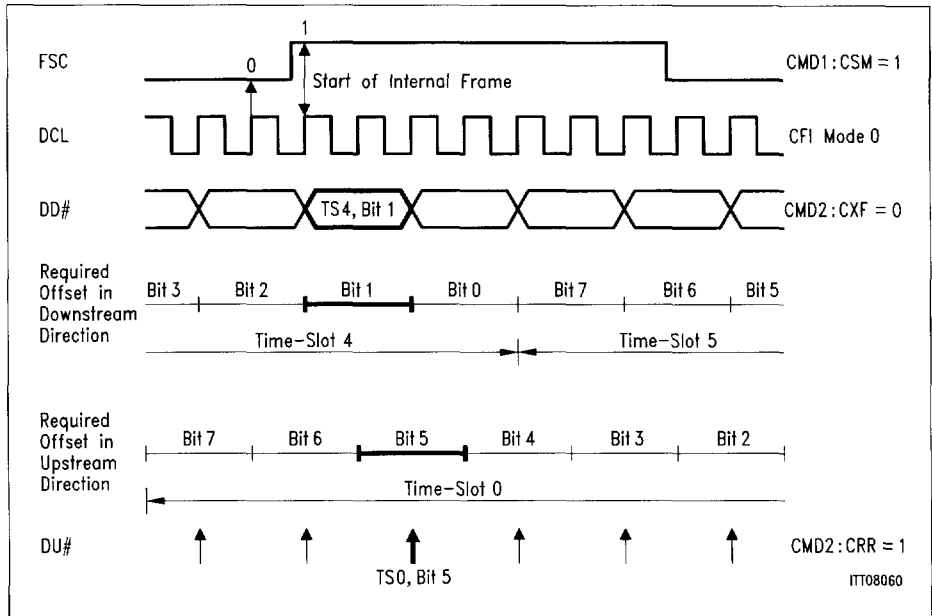 1
FSC
0
CMD1:CSM = 1
Start of Internal Frame
DCL
CFI Mode 0
DD#
TS4, Bit 1
CMD2:CXF = 0
Required
Offset in
Downstream
Direction
Bit 3 Bit 2 Bit 1 Bit 0 Bit 7 Bit 6 Bit 5
Time-Slot 4 Time-Slot 5
Required
Offset in
Upstream
Direction
Bit 7 Bit 6 Bit 5 Bit 4 Bit 3 Bit 2
Time-Slot 0
DU#
CMD2:CRR = 1
TS0, Bit 5
ITT08060